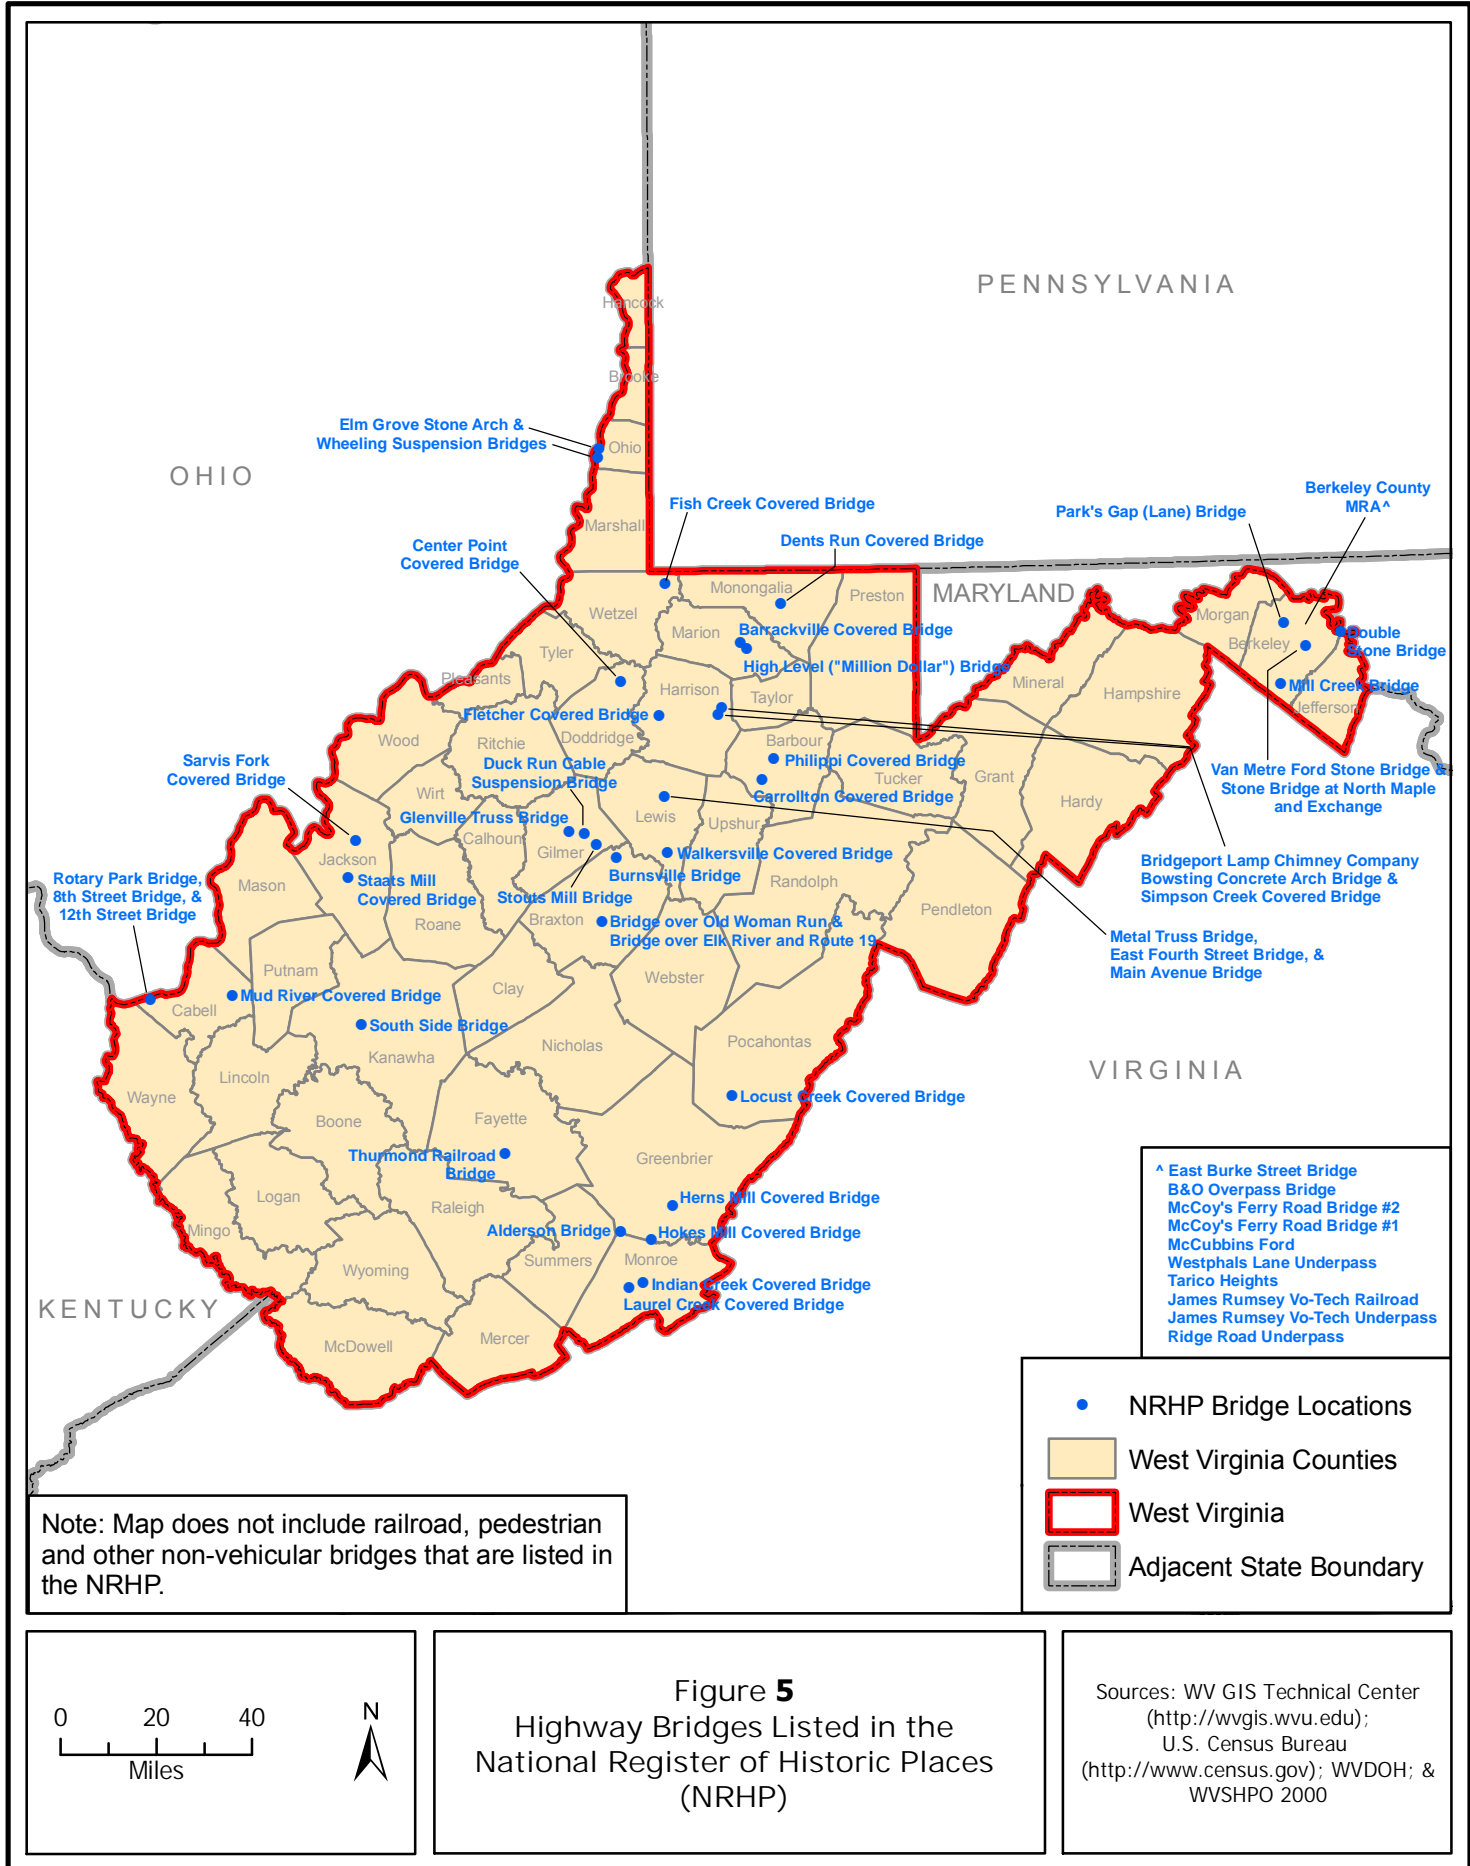 PENNSYLVANIA
Hancock
Brooke
Elm Grove Stone Arch &
Wheeling Suspension Bridges
Ohio
OHIO
Marshall
Fish Creek Covered Bridge
Berkeley County
MRA^
Park's Gap (Lane) Bridge
Center Point
Covered Bridge
Dents Run Covered Bridge
Wetzel
Monongalia
Preston
MARYLAND
Morgan
Berkeley
Double
Stone Bridge
Marion
Barrackville Covered Bridge
High Level ("Million Dollar") Bridge
Tyler
Pleasants
Harrison
Taylor
Mineral
Hampshire
Mill Creek Bridge
Jefferson
Fletcher Covered Bridge
Doddridge
Wood
Ritchie
Barbour
Philippi Covered Bridge
Tucker
Grant
Hardy
Van Metre Ford Stone Bridge &
Stone Bridge at North Maple
and Exchange
Sarvis Fork
Covered Bridge
Duck Run Cable
Suspension Bridge
Wirt
Carrollton Covered Bridge
Glenville Truss Bridge
Calhoun
Gilmer
Lewis
Upshur
Jackson
Walkersville Covered Bridge
Burnsville Bridge
Randolph
Bridgeport Lamp Chimney Company
Bowsting Concrete Arch Bridge &
Simpson Creek Covered Bridge
Rotary Park Bridge,
8th Street Bridge, &
12th Street Bridge
Mason
Staats Mill
Covered Bridge
Stouts Mill Bridge
Roane
Braxton
Bridge over Old Woman Run &
Bridge over Elk River and Route 19
Pendleton
Metal Truss Bridge,
East Fourth Street Bridge, &
Main Avenue Bridge
Putnam
Clay
Webster
Cabell
Mud River Covered Bridge
South Side Bridge
Kanawha
Nicholas
Pocahontas
VIRGINIA
Lincoln
Wayne
Locust Creek Covered Bridge
Boone
Fayette
Thurmond Railroad
Bridge
Greenbrier
Logan
Raleigh
Herns Mill Covered Bridge
Mingo
Alderson Bridge
Hokes Mill Covered Bridge
Summers
Monroe
Wyoming
Indian Creek Covered Bridge
Laurel Creek Covered Bridge
KENTUCKY
McDowell
Mercer
^ East Burke Street Bridge
B&O Overpass Bridge
McCoy's Ferry Road Bridge #2
McCoy's Ferry Road Bridge #1
McCubbins Ford
Westphals Lane Underpass
Tarico Heights
James Rumsey Vo-Tech Railroad
James Rumsey Vo-Tech Underpass
Ridge Road Underpass
NRHP Bridge Locations
West Virginia Counties
West Virginia
Adjacent State Boundary
Note: Map does not include railroad, pedestrian
and other non-vehicular bridges that are listed in
the NRHP.
0 20 40
Miles
N
Figure 5
Highway Bridges Listed in the
National Register of Historic Places
(NRHP)
Sources: WV GIS Technical Center
(http://wvgis.wvu.edu);
U.S. Census Bureau
(http://www.census.gov); WVDOH; &
WVSHPO 2000